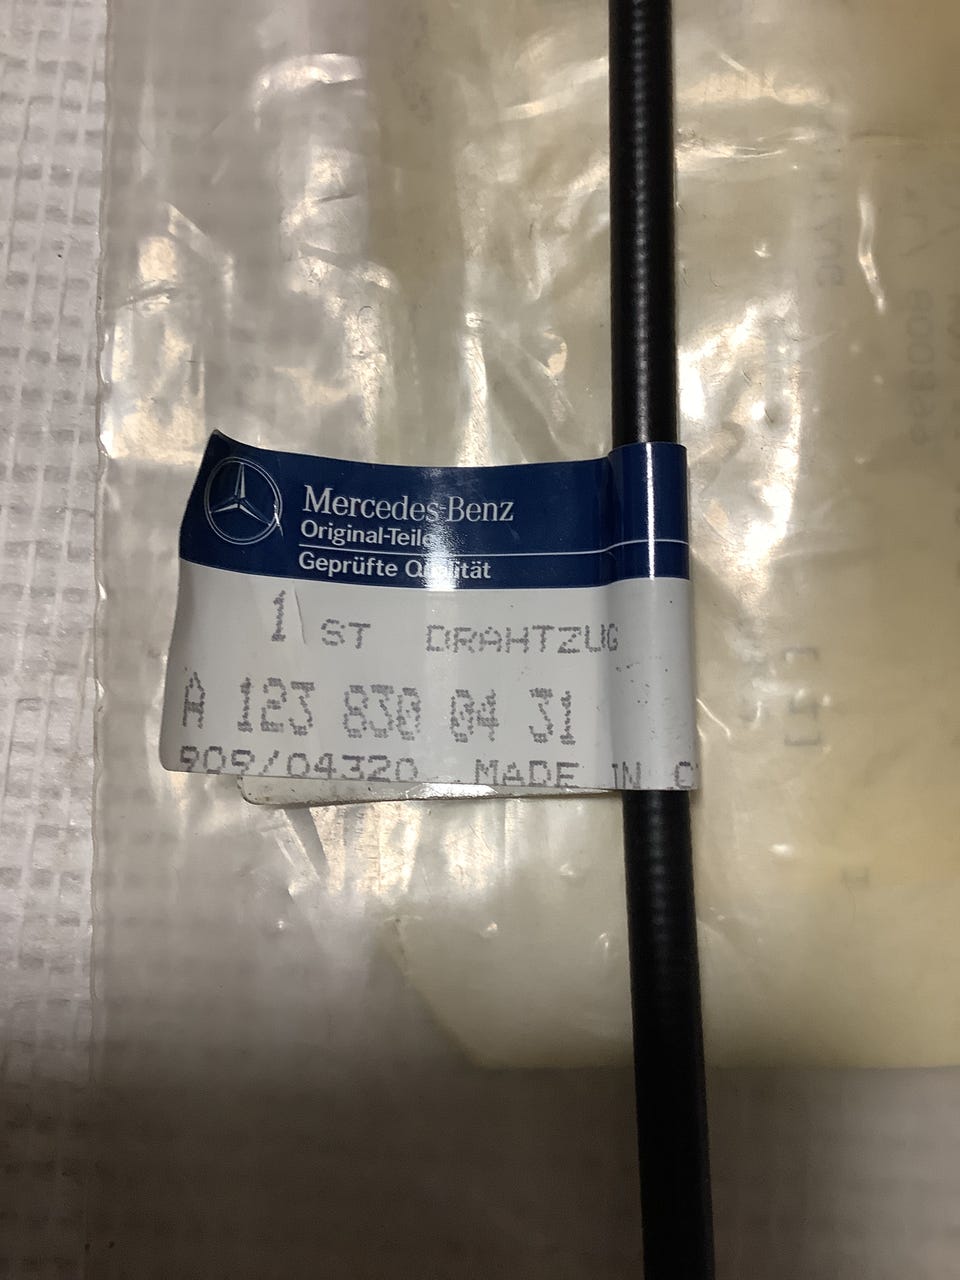 Mercedes-Benz
Original-Teile
Geprüfte Qualität
1 ST DRAHTZUG
A 123 830 04 31
909/04320 MADE IN